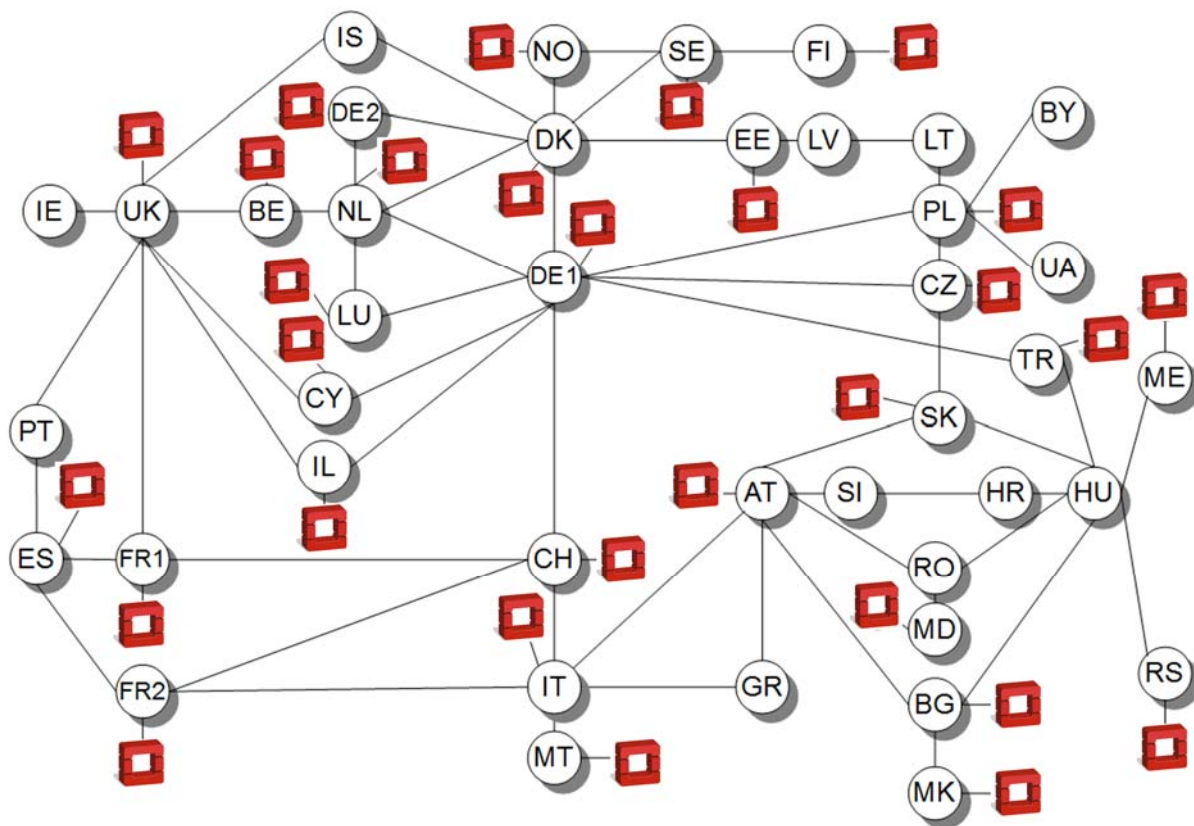 IS
NO
SE
FI
DE2
DK
EE
LV
LT
BY
IE
UK
BE
NL
PL
DE1
UA
LU
CZ
CY
TR
ME
PT
SK
IL
AT
SI
HR
HU
ES
FR1
CH
RO
MD
FR2
IT
GR
BG
RS
MT
MK